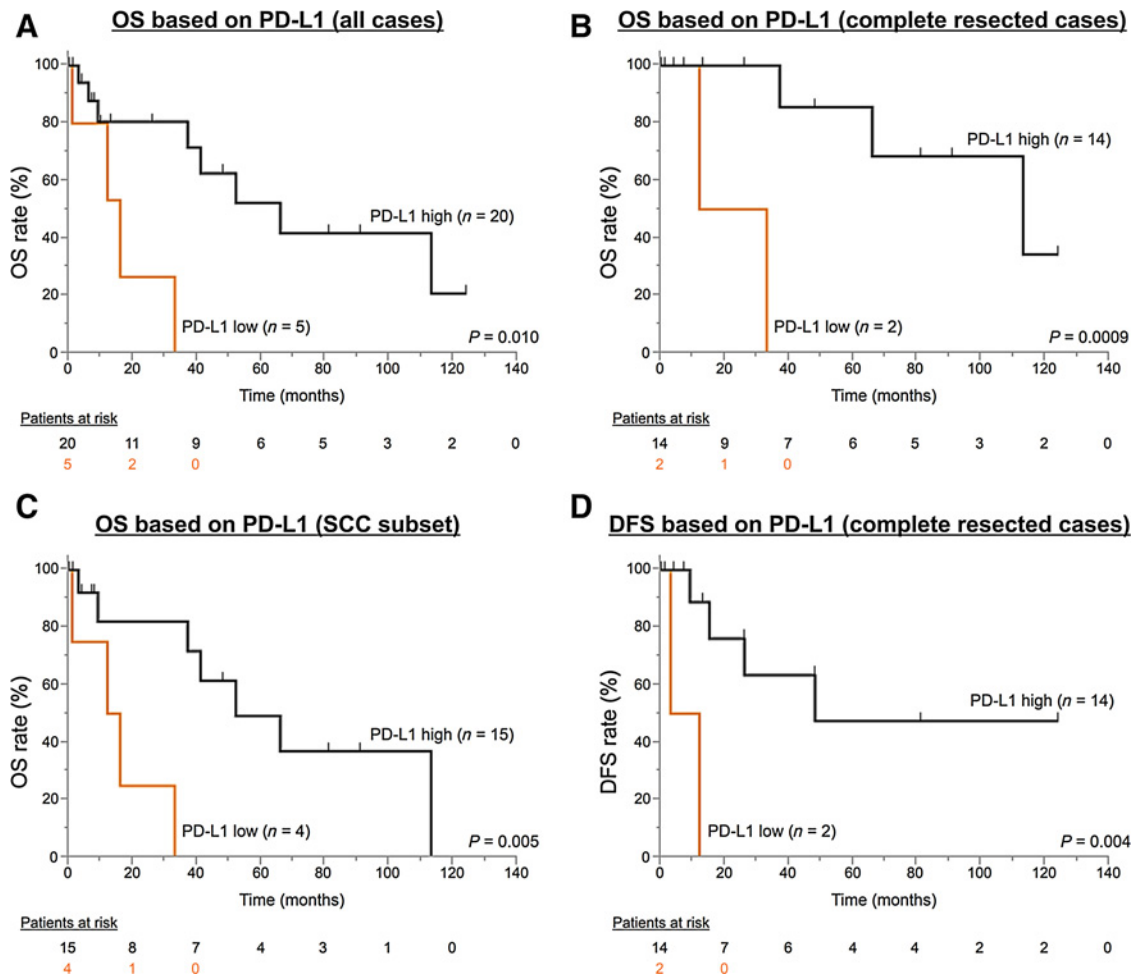 A
OS based on PD-L1 (all cases)
OS rate (%)
100
80
60
40
20
0
PD-L1 high (n = 20)
PD-L1 low (n = 5)
P = 0.010
0 20 40 60 80 100 120 140
Time (months)
Patients at risk
20 11 9 6 5 3 2 0
5 2 0
B
OS based on PD-L1 (complete resected cases)
OS rate (%)
100
80
60
40
20
0
PD-L1 high (n = 14)
PD-L1 low (n = 2)
P = 0.0009
0 20 40 60 80 100 120 140
Time (months)
Patients at risk
14 9 7 6 5 3 2 0
2 1 0
C
OS based on PD-L1 (SCC subset)
OS rate (%)
100
80
60
40
20
0
PD-L1 high (n = 15)
PD-L1 low (n = 4)
P = 0.005
0 20 40 60 80 100 120 140
Time (months)
Patients at risk
15 8 7 4 3 1 0
4 1 0
D
DFS based on PD-L1 (complete resected cases)
DFS rate (%)
100
80
60
40
20
0
PD-L1 high (n = 14)
PD-L1 low (n = 2)
P = 0.004
0 20 40 60 80 100 120 140
Time (months)
Patients at risk
14 7 6 4 4 2 2 0
2 0